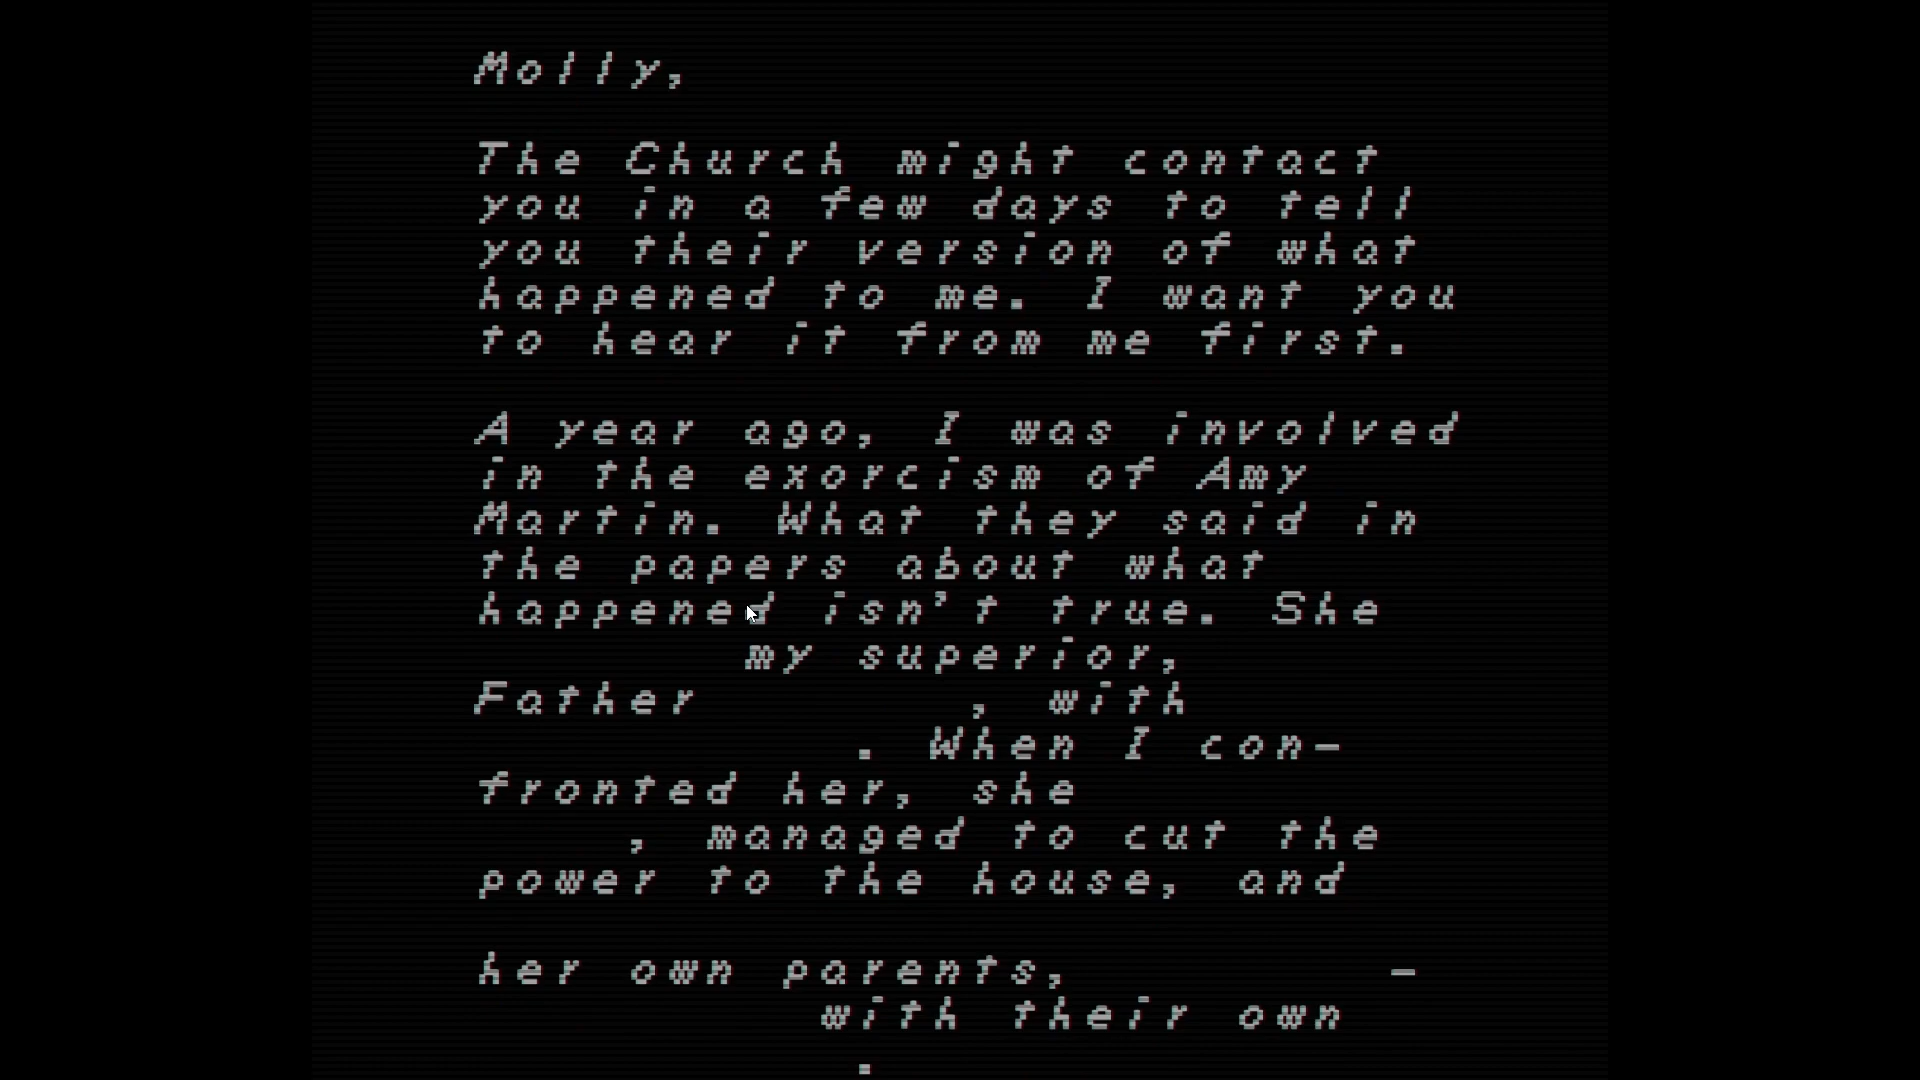 Molly,
The Church might contact
you in a few days to tell
you their version of what
happened to me. I want you
to hear it from me first.
A year ago, I was involved
in the exorcism of Amy
Martin. What they said in
the papers about what
happened isn't true. She
my superior,
Father , with
. When I con-
fronted her, she
, managed to cut the
power to the house, and
her own parents, -
with their own
.